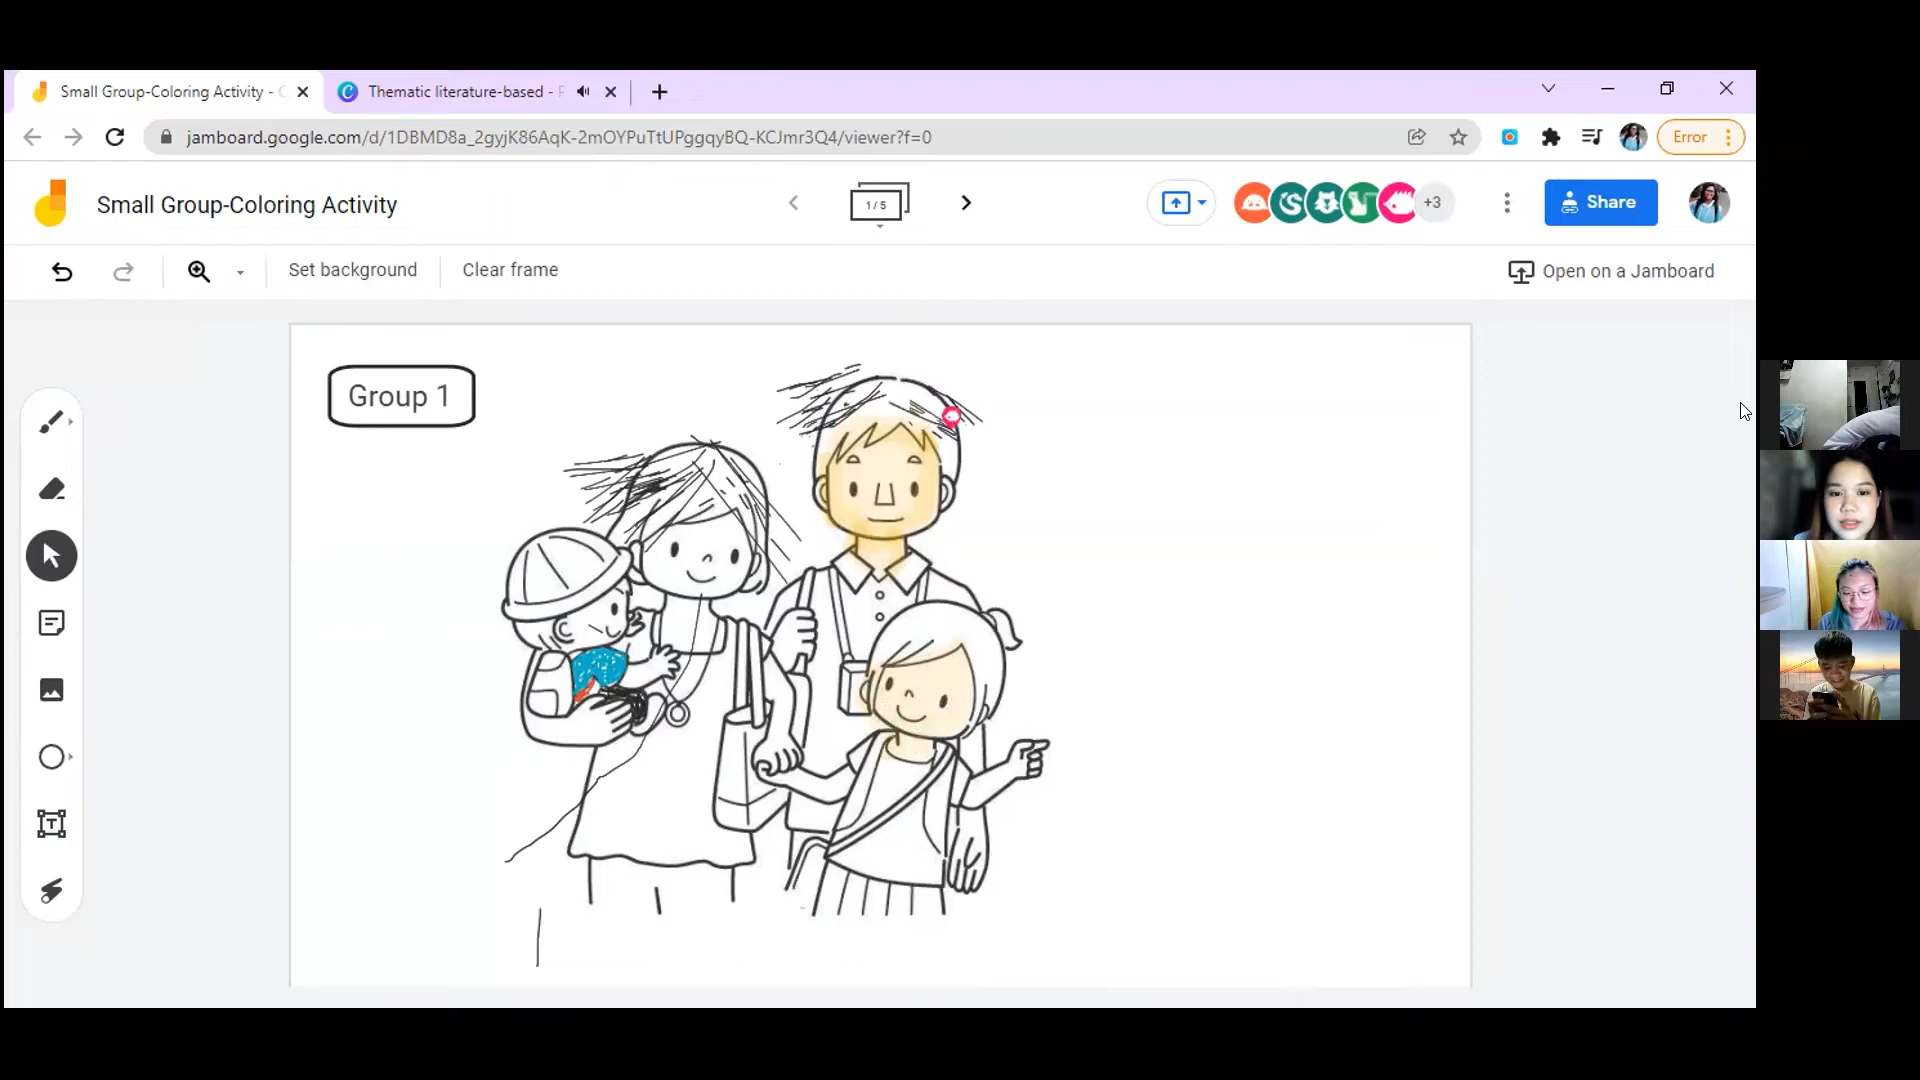 Small Group-Coloring Activity -
Thematic literature-based -
jamboard.google.com/d/1DBMD8a_2gyjK86AqK-2mOYPuTtUPggqyBQ-KCJmr3Q4/viewer?f=0
Error
Small Group-Coloring Activity
1/5
+3
Share
Set background
Clear frame
Open on a Jamboard
Group 1